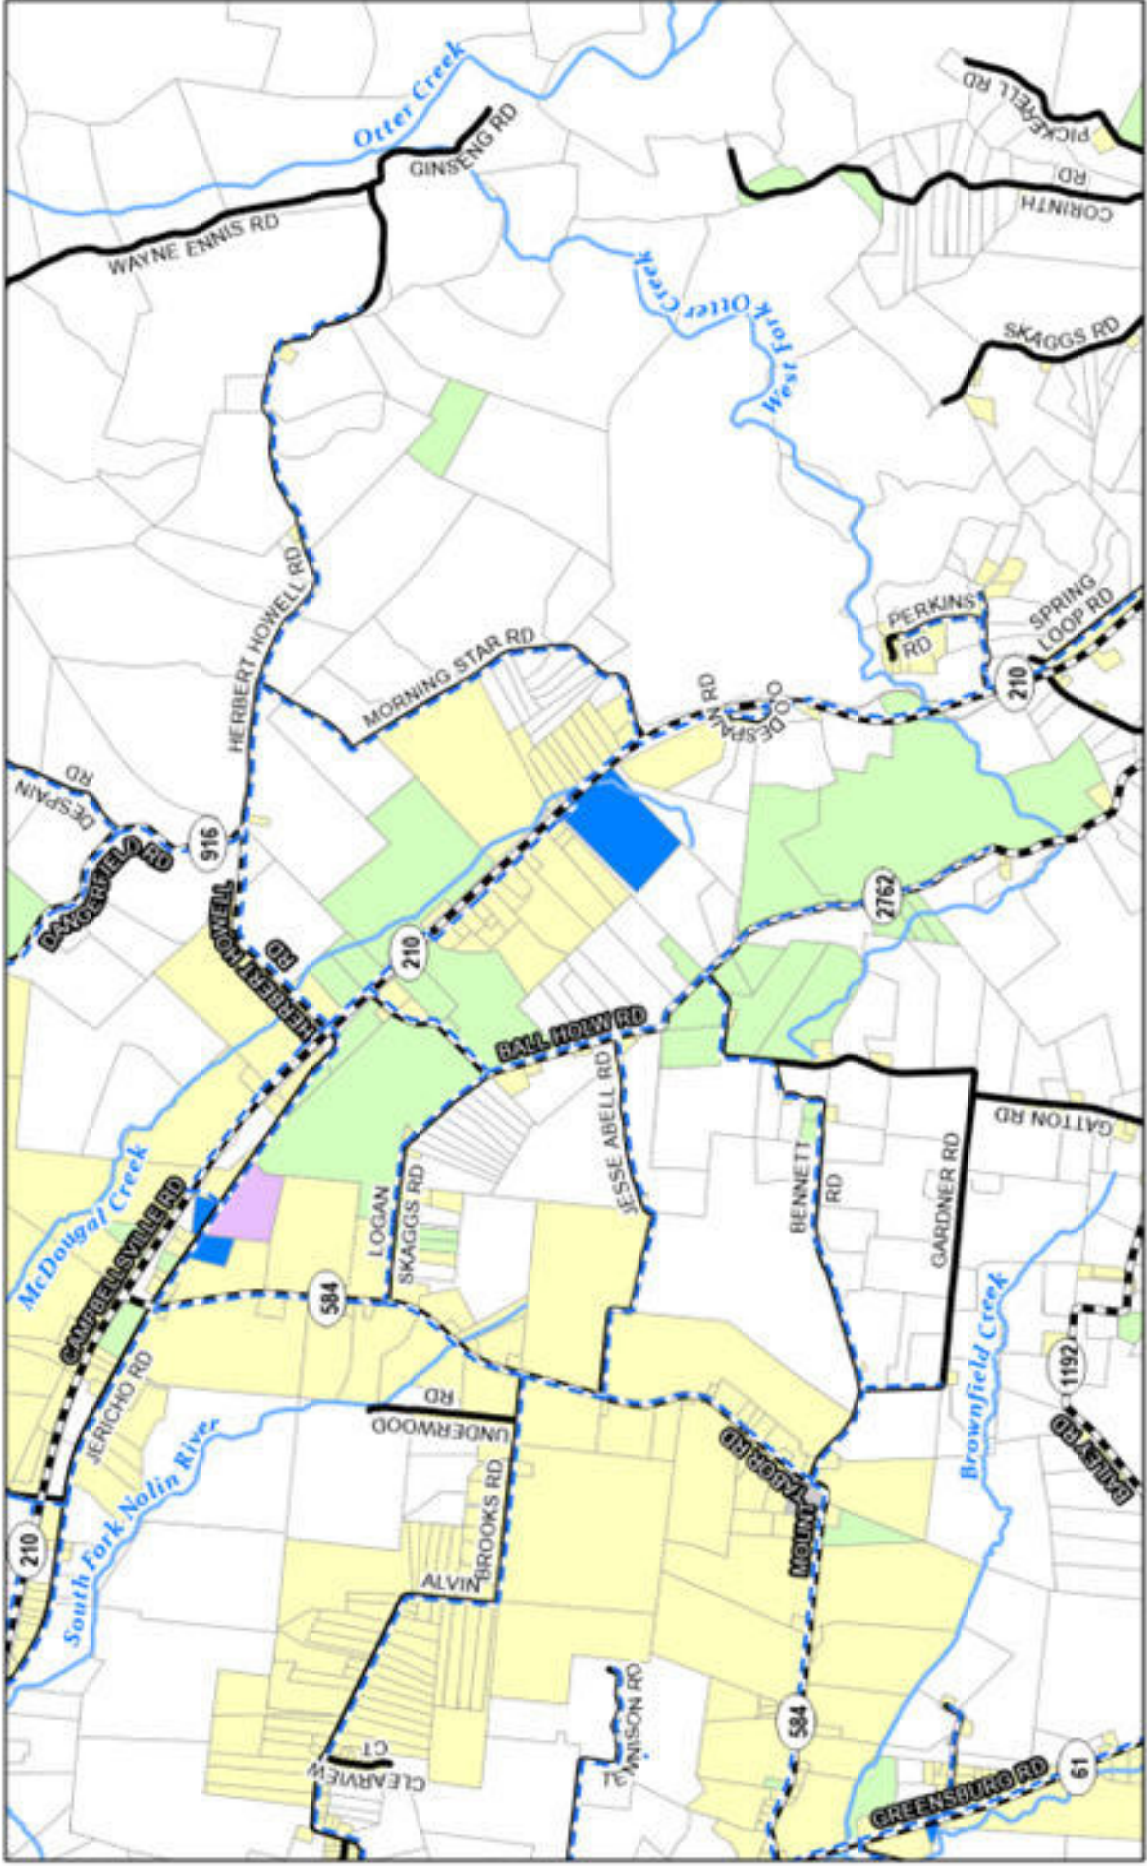 Otter Creek
GINSENG RD
PICKERELL RD
WAYNE ENNIS RD
CORINTH
RD
West Fork Otter Creek
SKAGGS RD
HERBERT HOWELL RD
MORNING STAR RD
PERKINS
RD
SPRING
LOOP RD
210
DESPAIN RD
DESPAIN
RD
916
DANGERFIELD RD
HERBERT HOWELL
RD
210
2762
BALL HOLW RD
JESSE ABELL RD
GATTON RD
McDougal Creek
CAMPBELLSVILLE RD
LOGAN
SKAGGS RD
BENNETT
RD
GARDNER RD
584
JERICHO RD
Brownfield Creek
1192
BAILEY RD
UNDERWOOD
RD
MOUNT TABOR RD
South Fork Nolin River
210
ALVIN
BROOKS RD
584
CLEARVIEW
CT
GREENSBURG RD
61